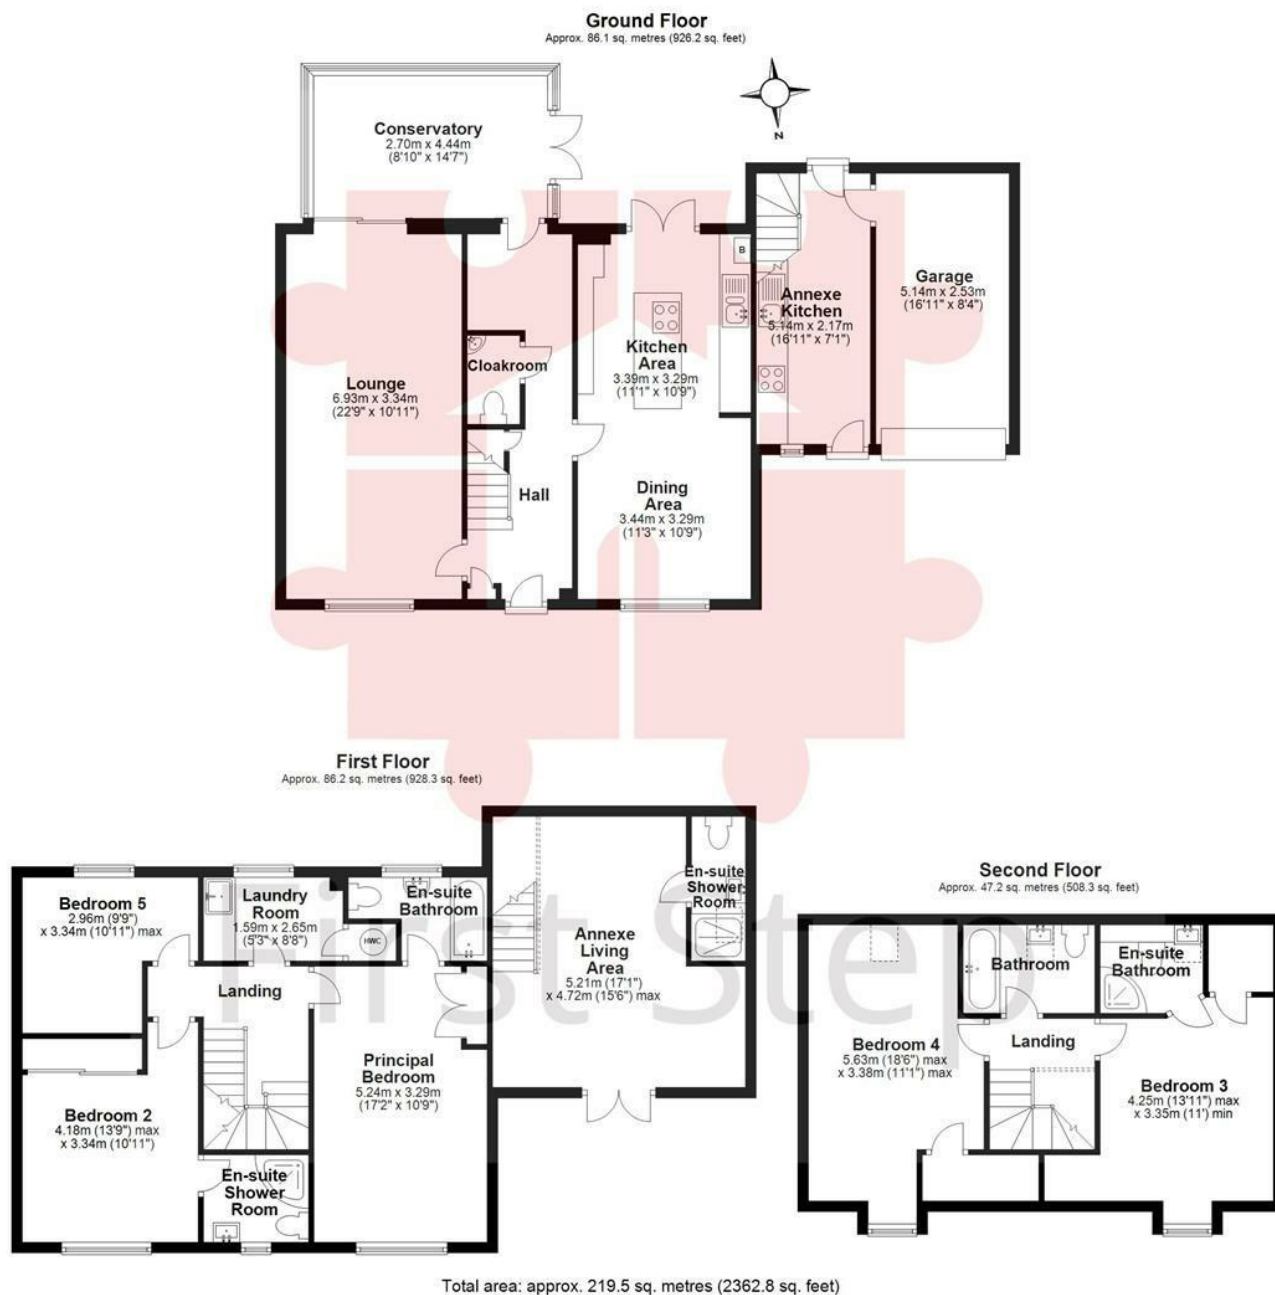 Ground Floor
Approx. 86.1 sq. metres (926.2 sq. feet)
N
Conservatory
2.70m x 4.44m
(8'10" x 14'7")
B
Garage
5.14m x 2.53m
(16'11" x 8'4")
Annexe
Kitchen
5.14m x 2.17m
(16'11" x 7'1")
Kitchen
Area
3.39m x 3.29m
(11'1" x 10'9")
Cloakroom
Lounge
6.93m x 3.34m
(22'9" x 10'11")
Hall
Dining
Area
3.44m x 3.29m
(11'3" x 10'9")
First Floor
Approx. 86.2 sq. metres (928.3 sq. feet)
Bedroom 5
2.96m (9'9")
x 3.34m (10'11") max
Laundry
Room
1.59m x 2.65m
(5'3" x 8'8")
HWC
En-suite
Bathroom
En-suite
Shower
Room
Annexe
Living
Area
5.21m (17'1")
x 4.72m (15'6") max
Landing
Principal
Bedroom
5.24m x 3.29m
(17'2" x 10'9")
Bedroom 2
4.18m (13'9") max
x 3.34m (10'11")
En-suite
Shower
Room
Second Floor
Approx. 47.2 sq. metres (508.3 sq. feet)
Bathroom
En-suite
Bathroom
Bedroom 4
5.63m (18'6") max
x 3.38m (11'1") max
Landing
Bedroom 3
4.25m (13'11") max
x 3.35m (11') min
First Step
Total area: approx. 219.5 sq. metres (2362.8 sq. feet)